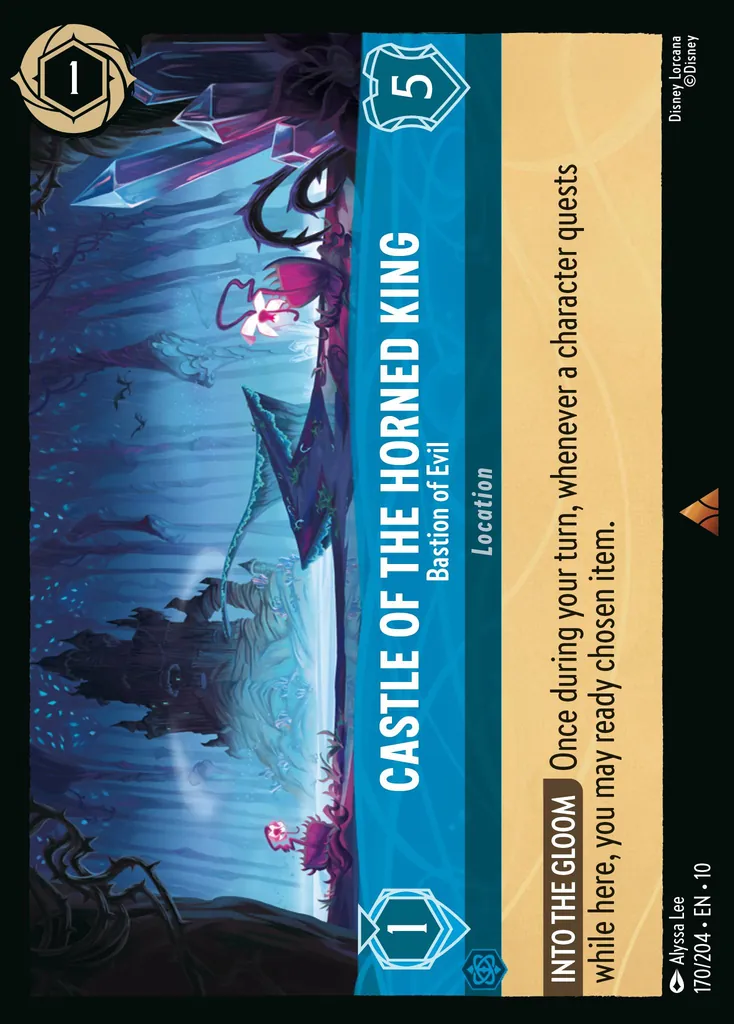 1
1
CASTLE OF THE HORNED KING
Bastion of Evil
5
Location
INTO THE GLOOM Once during your turn, whenever a character quests
while here, you may ready chosen item.
Alyssa Lee
170/204 • EN • 10
Disney Lorcana
©Disney